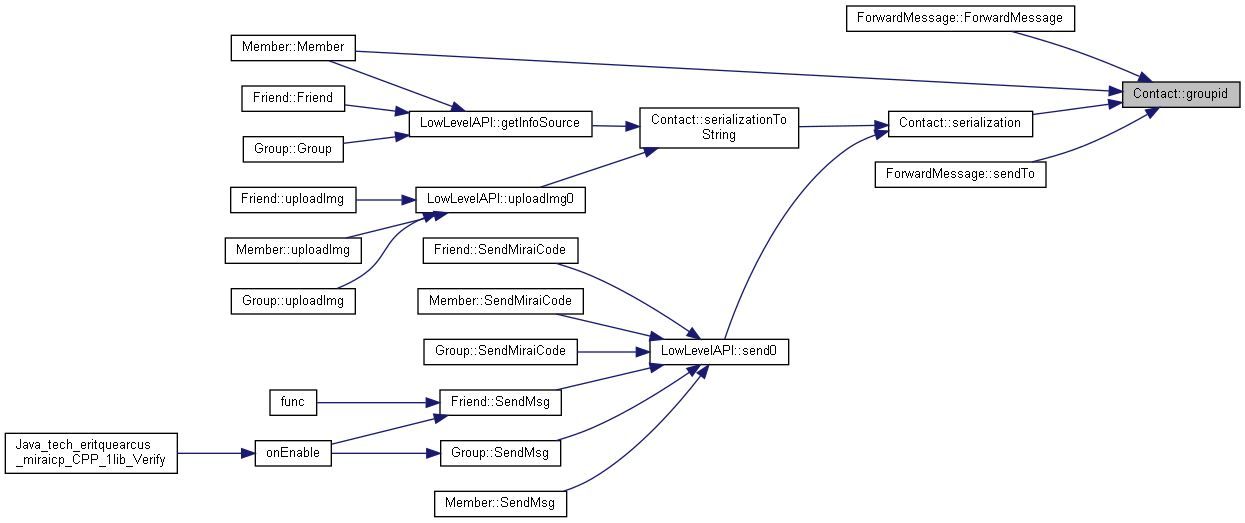 ForwardMessage::ForwardMessage
Member::Member
Friend::Friend
Contact::groupid
LowLevelAPI::getInfoSource
Contact::serializationTo
String
Contact::serialization
Group::Group
ForwardMessage::sendTo
Friend::uploadImg
LowLevelAPI::uploadImg0
Member::uploadImg
Friend::SendMiraiCode
Group::uploadImg
Member::SendMiraiCode
Group::SendMiraiCode
LowLevelAPI::send0
func
Friend::SendMsg
Java_tech_eritquearcus
_miraicp_CPP_1lib_Verify
onEnable
Group::SendMsg
Member::SendMsg